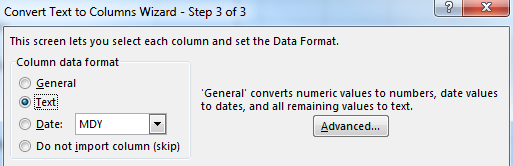 Convert Text to Columns Wizard - Step 3 of 3
?
This screen lets you select each column and set the Data Format.
Column data format
General
Text
Date: MDY
Do not import column (skip)
'General' converts numeric values to numbers, date values
to dates, and all remaining values to text.
Advanced...